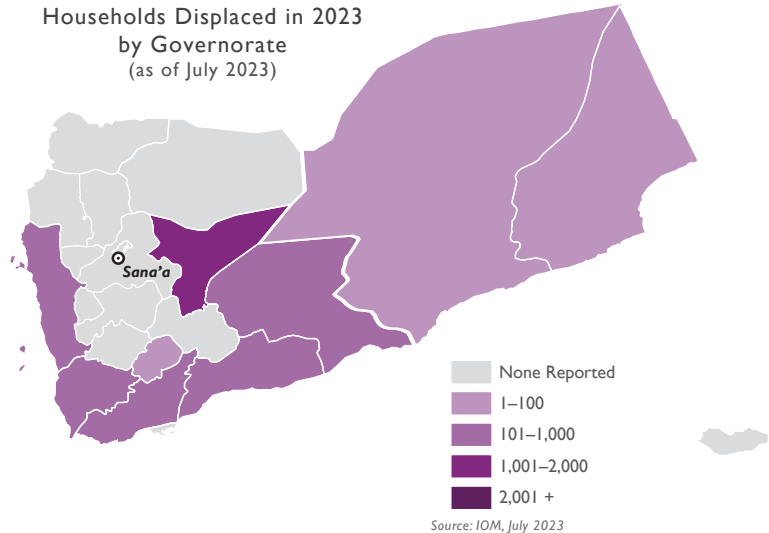 Households Displaced in 2023
by Governorate
(as of July 2023)
Sana’a
None Reported
1–100
101–1,000
1,001–2,000
2,001 +
Source: IOM, July 2023